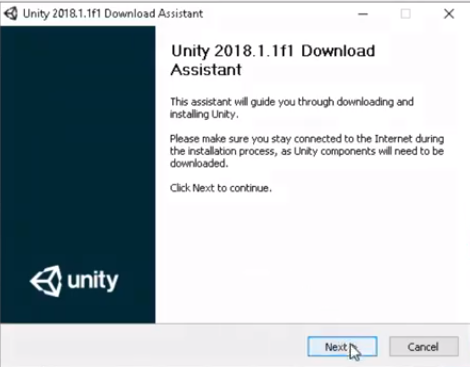 Unity 2018.1.1f1 Download Assistant
Unity 2018.1.1f1 Download
Assistant
This assistant will guide you through downloading and
installing Unity.
Please make sure you stay connected to the Internet during
the installation process, as Unity components will need to be
downloaded.
Click Next to continue.
unity
Next
Cancel